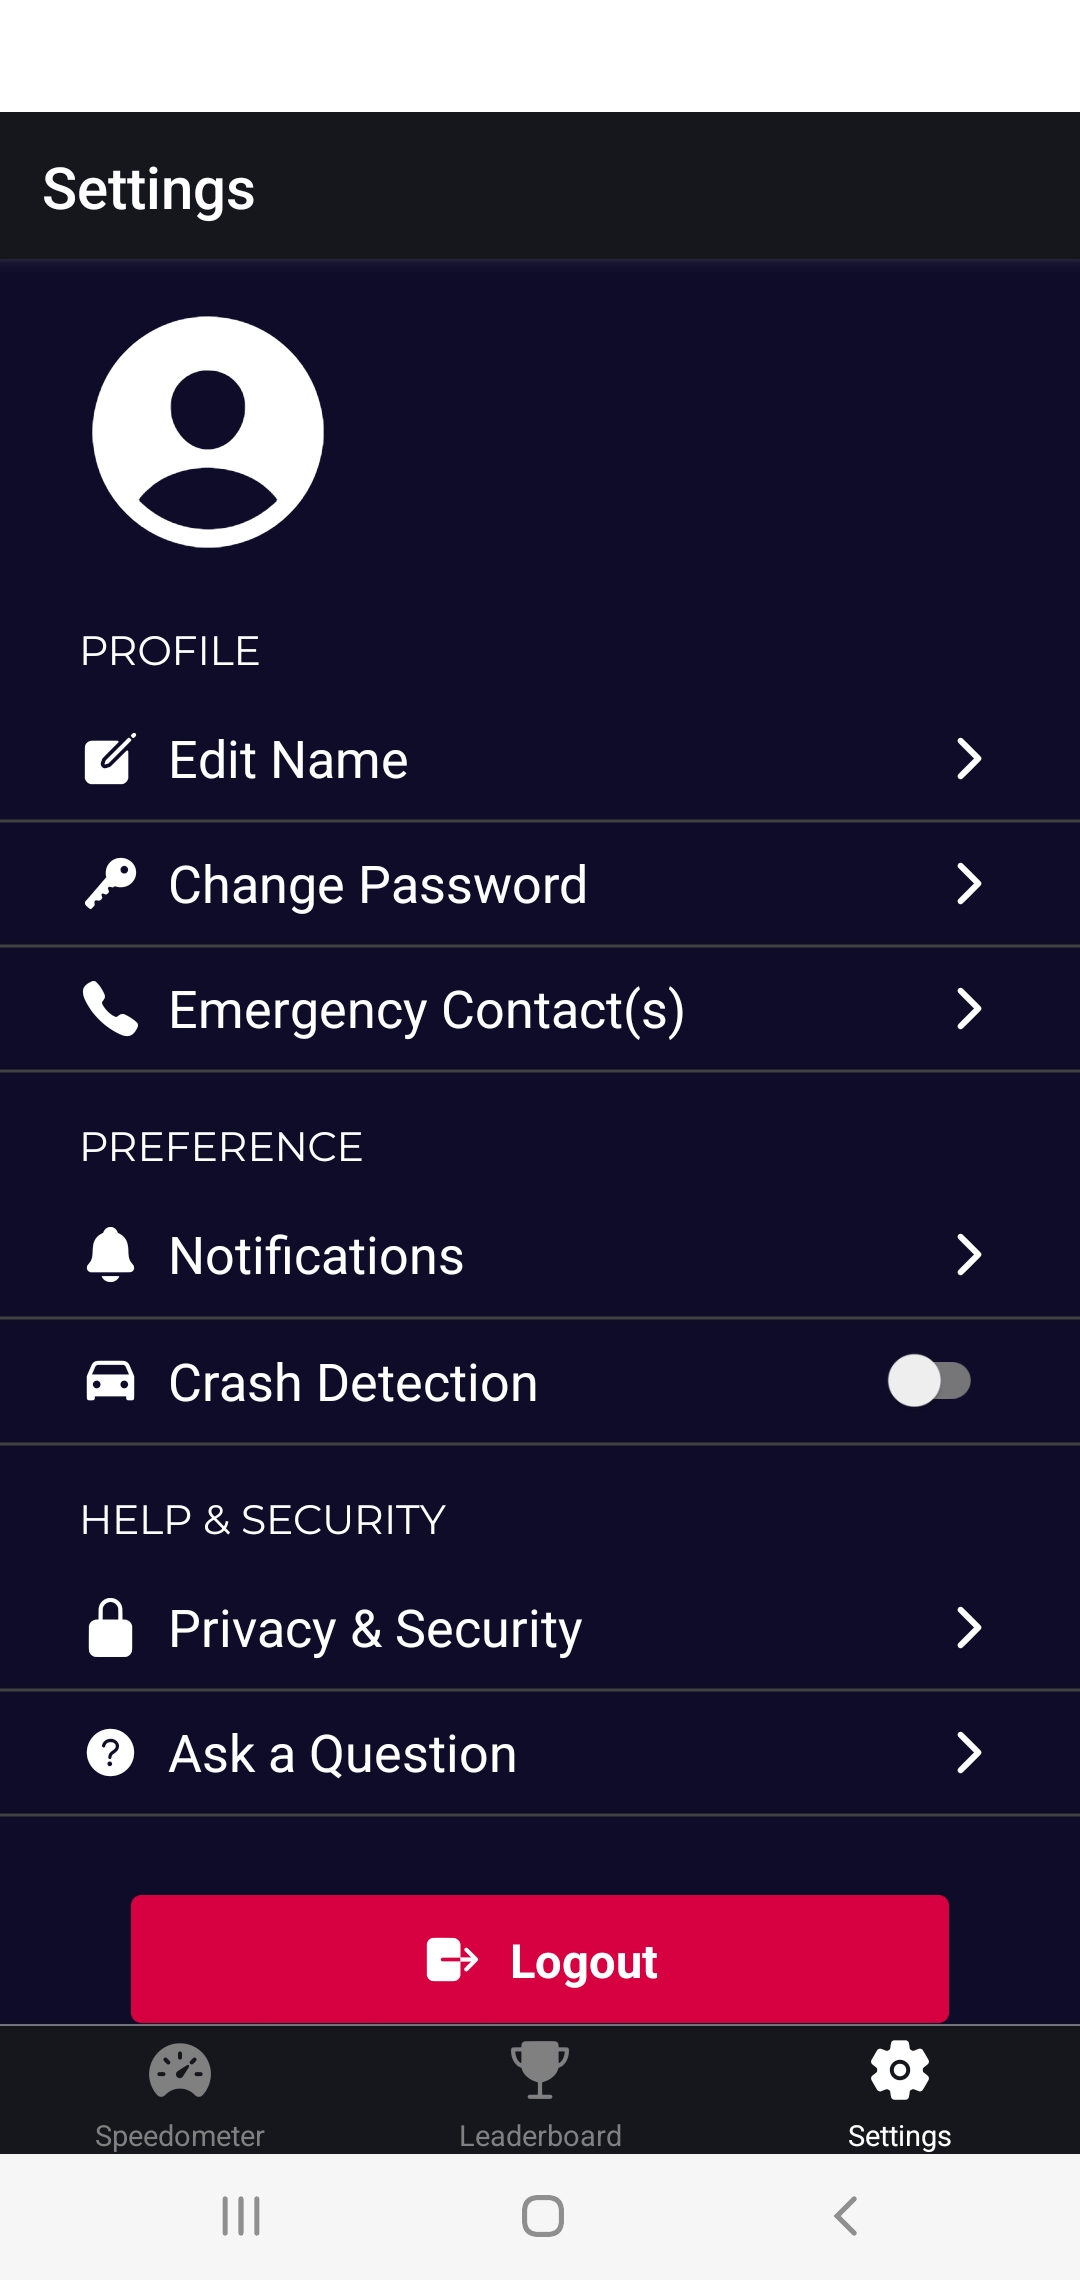 Settings
PROFILE
Edit Name
Change Password
Emergency Contact(s)
PREFERENCE
Notifications
Crash Detection
HELP & SECURITY
Privacy & Security
Ask a Question
Logout
Speedometer
Leaderboard
Settings